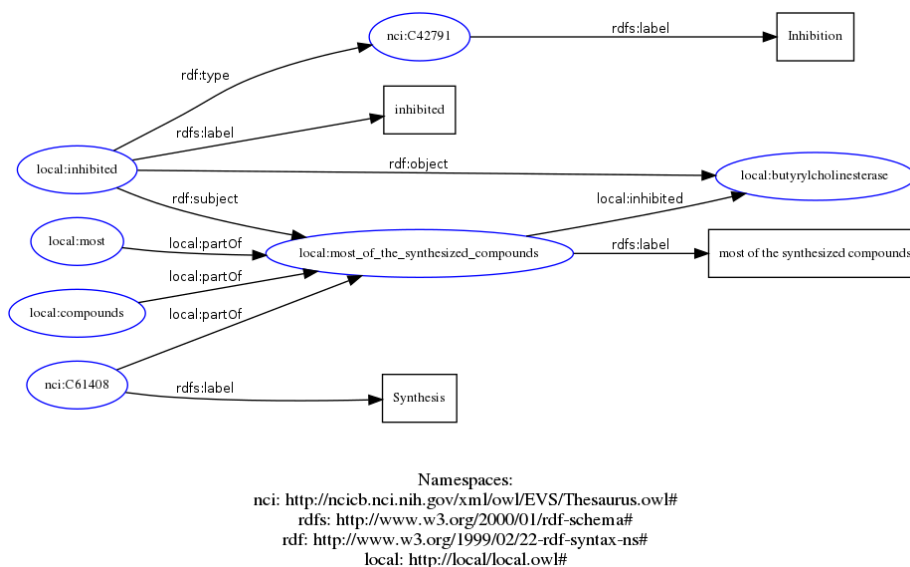 nci:C42791
rdfs:label
Inhibition
rdf:type
inhibited
rdfs:label
local:inhibited
rdf:object
local:butyrylcholinesterase
rdf:subject
local:inhibited
local:most
local:partOf
local:most_of_the_synthesized_compounds
rdfs:label
most of the synthesized compounds
local:partOf
local:compounds
local:partOf
nci:C61408
rdfs:label
Synthesis
Namespaces:
nci: http://ncicb.nci.nih.gov/xml/owl/EVS/Thesaurus.owl#
rdfs: http://www.w3.org/2000/01/rdf-schema#
rdf: http://www.w3.org/1999/02/22-rdf-syntax-ns#
local: http://local/local.owl#